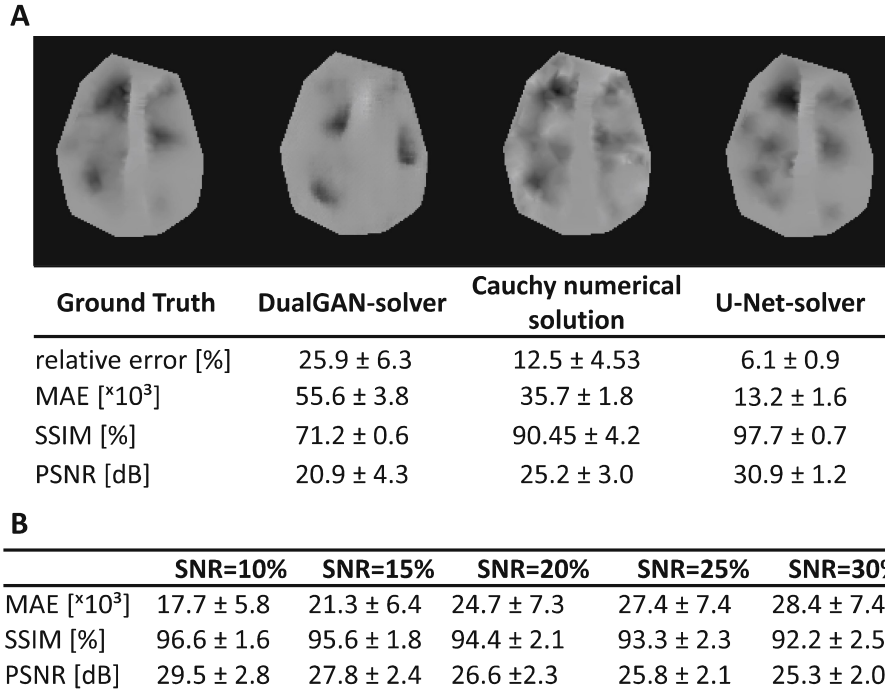 A
Ground Truth DualGAN-solver Cauchy numerical solution U-Net-solver
relative error [%] 25.9 ± 6.3 12.5 ± 4.53 6.1 ± 0.9
MAE [ˣ10³] 55.6 ± 3.8 35.7 ± 1.8 13.2 ± 1.6
SSIM [%] 71.2 ± 0.6 90.45 ± 4.2 97.7 ± 0.7
PSNR [dB] 20.9 ± 4.3 25.2 ± 3.0 30.9 ± 1.2
B
SNR=10% SNR=15% SNR=20% SNR=25% SNR=30%
MAE [ˣ10³] 17.7 ± 5.8 21.3 ± 6.4 24.7 ± 7.3 27.4 ± 7.4 28.4 ± 7.4
SSIM [%] 96.6 ± 1.6 95.6 ± 1.8 94.4 ± 2.1 93.3 ± 2.3 92.2 ± 2.5
PSNR [dB] 29.5 ± 2.8 27.8 ± 2.4 26.6 ±2.3 25.8 ± 2.1 25.3 ± 2.0